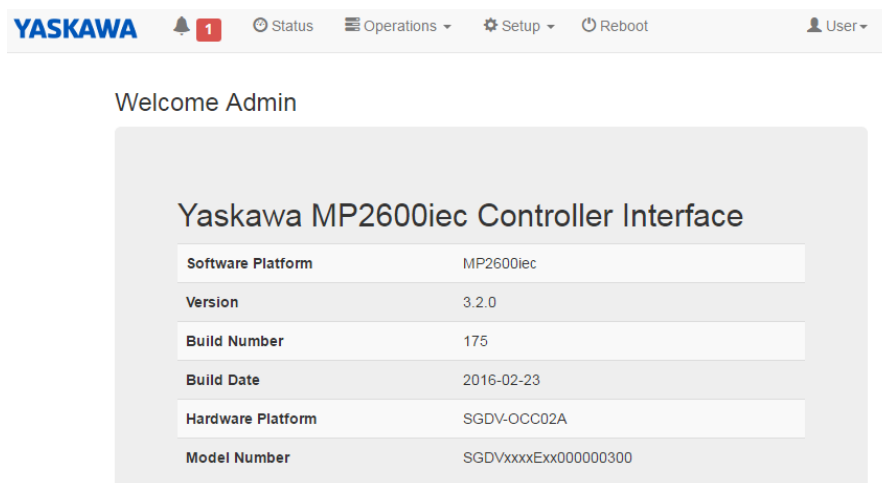 YASKAWA 1 Status Operations Setup Reboot User
Welcome Admin
Yaskawa MP2600iec Controller Interface
Software Platform MP2600iec
Version 3.2.0
Build Number 175
Build Date 2016-02-23
Hardware Platform SGDV-OCC02A
Model Number SGDVxxxxExx000000300